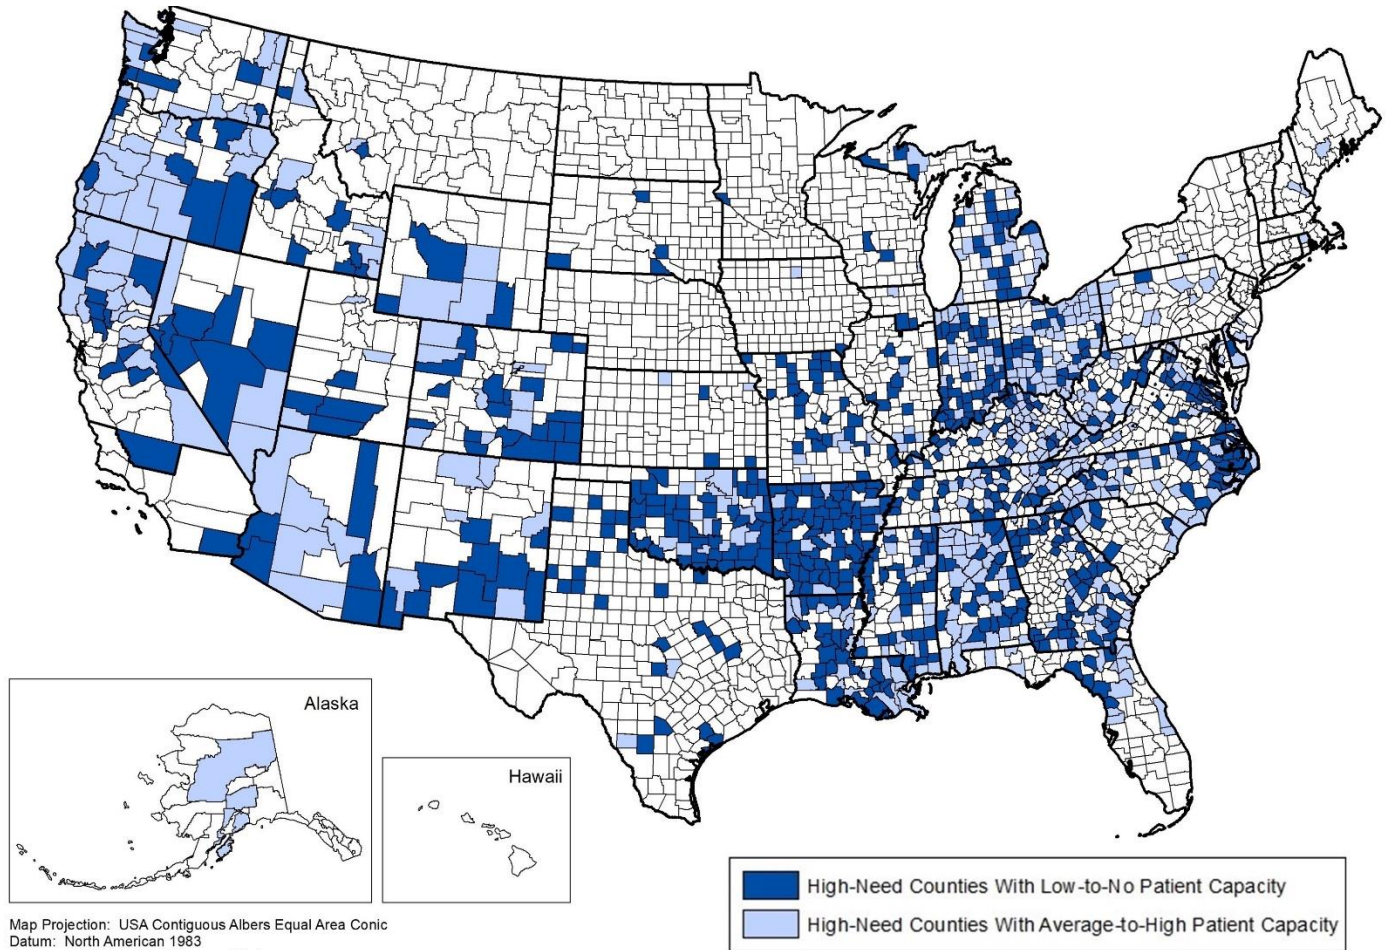 Alaska
Hawaii
High-Need Counties With Low-to-No Patient Capacity
High-Need Counties With Average-to-High Patient Capacity
Map Projection: USA Contiguous Albers Equal Area Conic
Datum: North American 1983